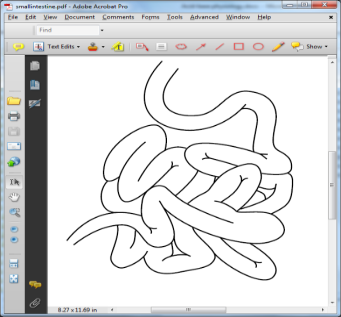 smallintestine.pdf - Adobe Acrobat Pro
File Edit View Document Comments Forms Tools Advanced Window Help
Find
Text Edits
Show
8.27 x 11.69 in